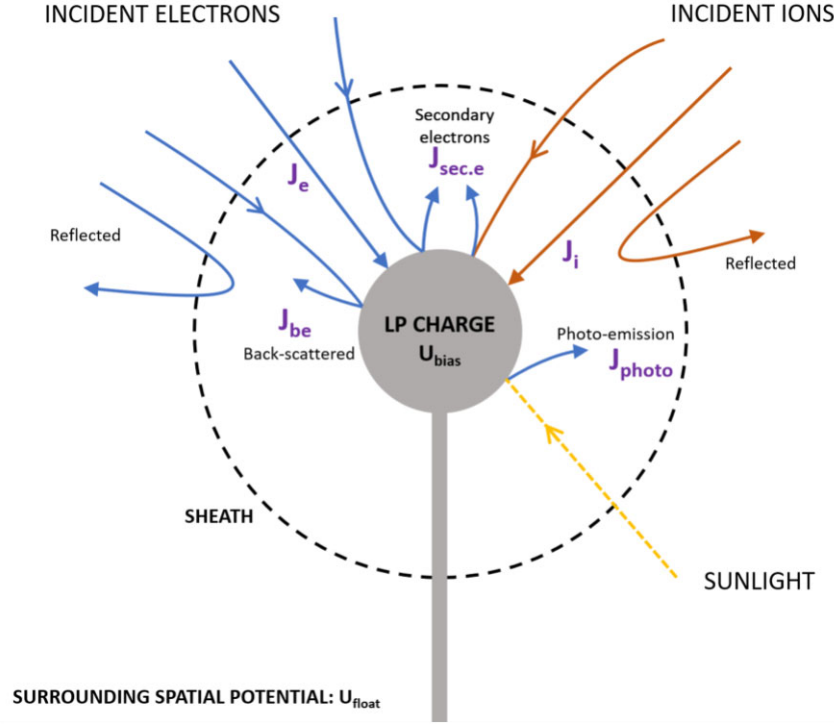 INCIDENT ELECTRONS
INCIDENT IONS
Secondary
electrons
Jsec.e
Je
Reflected
Ji
Reflected
Jbe
Back-scattered
LP CHARGE
Ubias
Photo-emission
Jphoto
SHEATH
SUNLIGHT
SURROUNDING SPATIAL POTENTIAL: Ufloat